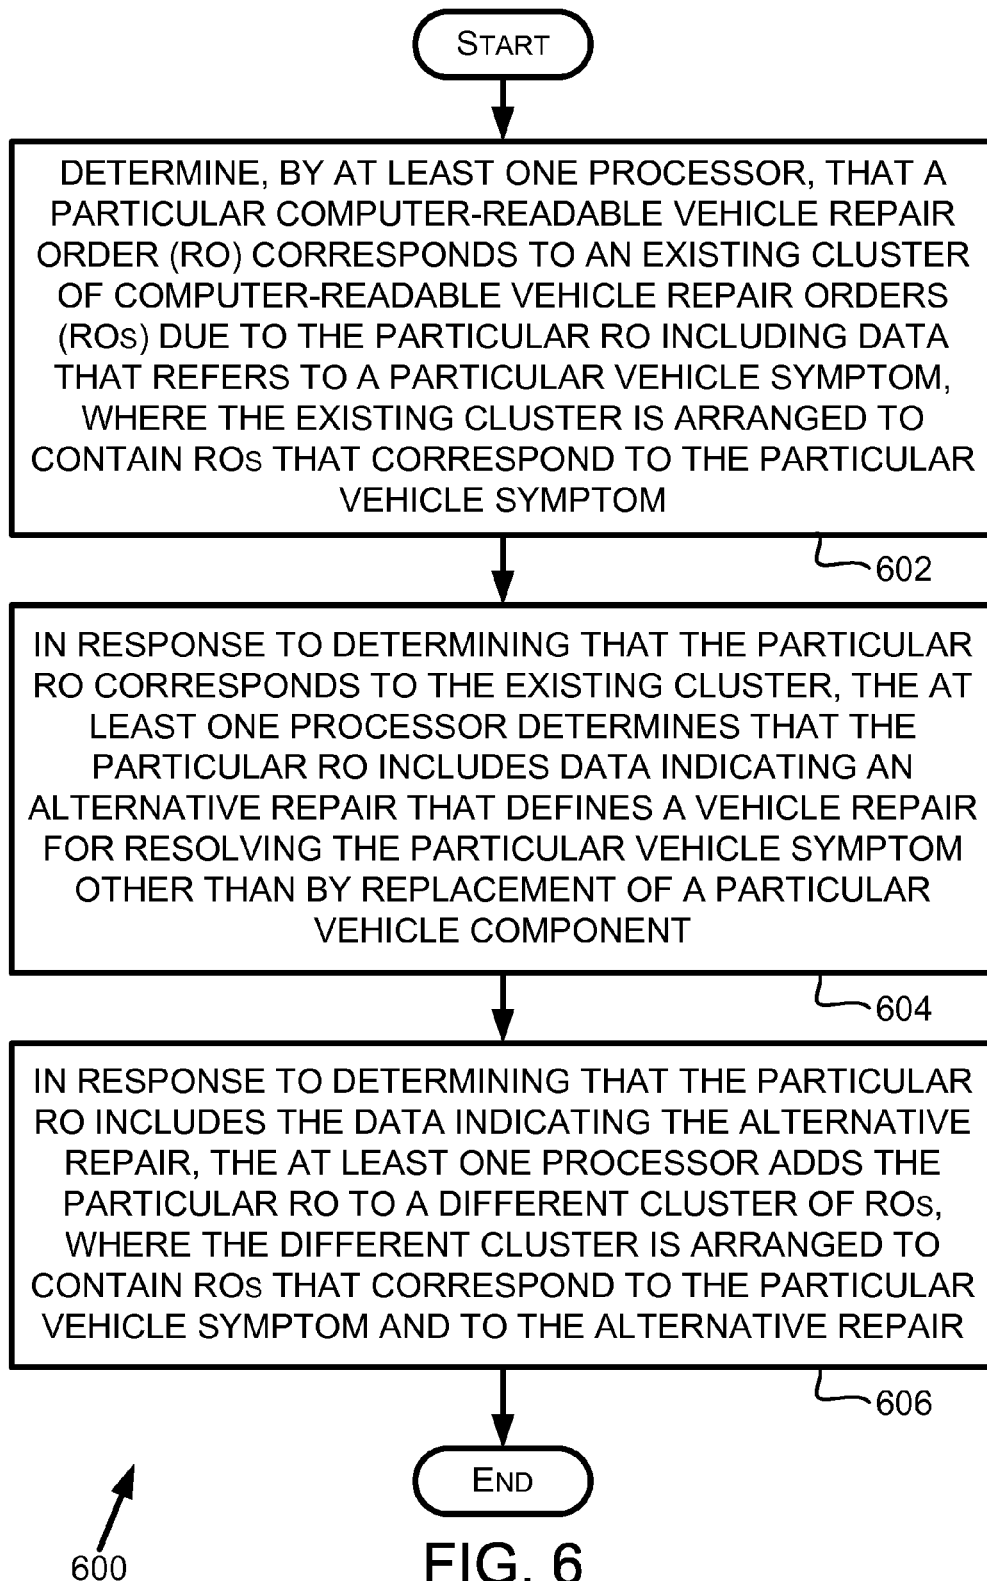 START
DETERMINE, BY AT LEAST ONE PROCESSOR, THAT A
PARTICULAR COMPUTER-READABLE VEHICLE REPAIR
ORDER (RO) CORRESPONDS TO AN EXISTING CLUSTER
OF COMPUTER-READABLE VEHICLE REPAIR ORDERS
(ROS) DUE TO THE PARTICULAR RO INCLUDING DATA
THAT REFERS TO A PARTICULAR VEHICLE SYMPTOM,
WHERE THE EXISTING CLUSTER IS ARRANGED TO
CONTAIN ROS THAT CORRESPOND TO THE PARTICULAR
VEHICLE SYMPTOM
602
IN RESPONSE TO DETERMINING THAT THE PARTICULAR
RO CORRESPONDS TO THE EXISTING CLUSTER, THE AT
LEAST ONE PROCESSOR DETERMINES THAT THE
PARTICULAR RO INCLUDES DATA INDICATING AN
ALTERNATIVE REPAIR THAT DEFINES A VEHICLE REPAIR
FOR RESOLVING THE PARTICULAR VEHICLE SYMPTOM
OTHER THAN BY REPLACEMENT OF A PARTICULAR
VEHICLE COMPONENT
604
IN RESPONSE TO DETERMINING THAT THE PARTICULAR
RO INCLUDES THE DATA INDICATING THE ALTERNATIVE
REPAIR, THE AT LEAST ONE PROCESSOR ADDS THE
PARTICULAR RO TO A DIFFERENT CLUSTER OF ROS,
WHERE THE DIFFERENT CLUSTER IS ARRANGED TO
CONTAIN ROS THAT CORRESPOND TO THE PARTICULAR
VEHICLE SYMPTOM AND TO THE ALTERNATIVE REPAIR
606
END
600
FIG. 6